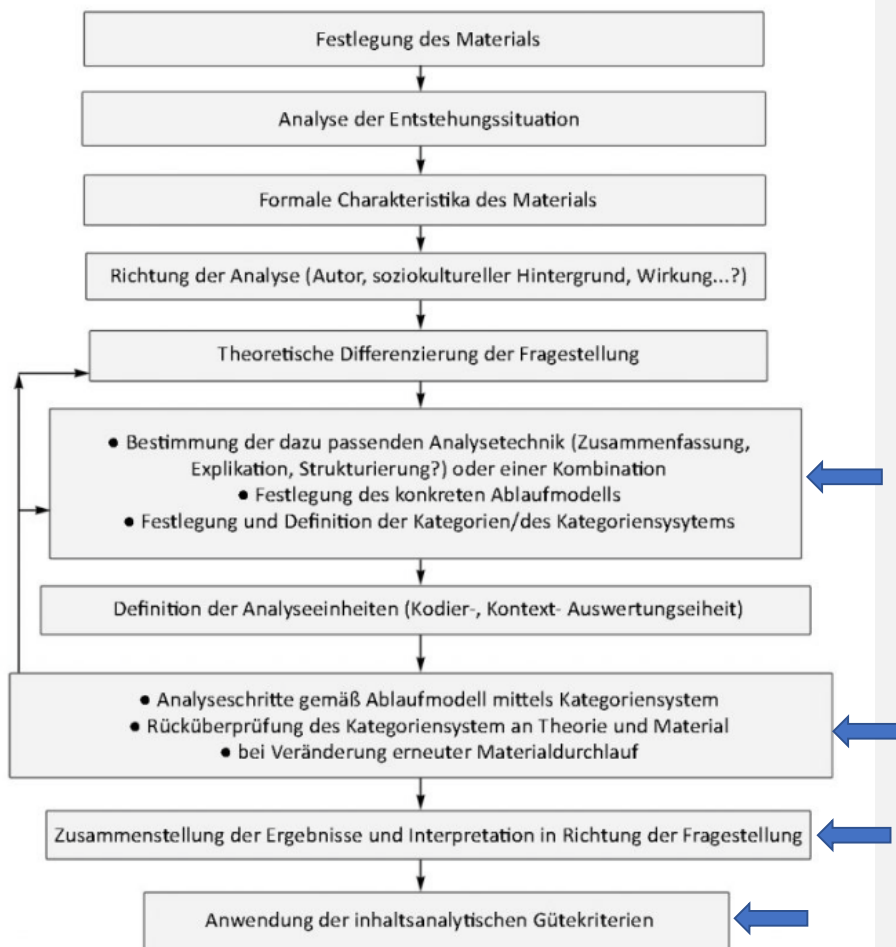 Festlegung des Materials
Analyse der Entstehungssituation
Formale Charakteristika des Materials
Richtung der Analyse (Autor, soziokultureller Hintergrund, Wirkung...?)
Theoretische Differenzierung der Fragestellung
● Bestimmung der dazu passenden Analysetechnik (Zusammenfassung,
Explikation, Strukturierung?) oder einer Kombination
● Festlegung des konkreten Ablaufmodells
● Festlegung und Definition der Kategorien/des Kategoriensysytems
Definition der Analyseeinheiten (Kodier-, Kontext- Auswertungseiheit)
● Analyseschritte gemäß Ablaufmodell mittels Kategoriensystem
● Rücküberprüfung des Kategoriensystem an Theorie und Material
● bei Veränderung erneuter Materialdurchlauf
Zusammenstellung der Ergebnisse und Interpretation in Richtung der Fragestellung
Anwendung der inhaltsanalytischen Gütekriterien